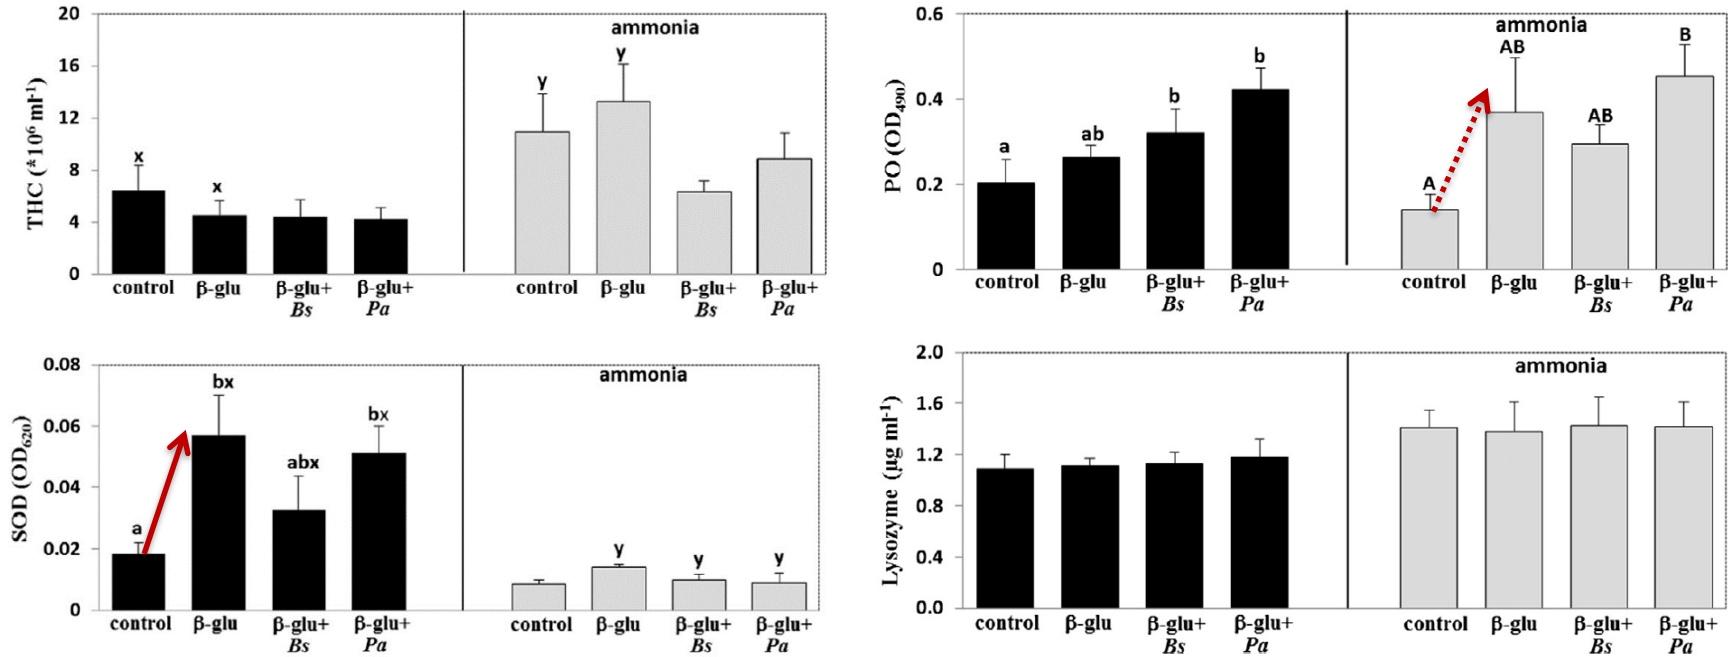 THC (*10⁶ ml⁻¹)
20
16
12
8
4
0
ammonia
x
x
y
y
control
β-glu
β-glu+
Bs
β-glu+
Pa
control
β-glu
β-glu+
Bs
β-glu+
Pa
PO (OD₄₉₀)
0.6
0.4
0.2
0
ammonia
a
ab
b
b
A
AB
AB
B
control
β-glu
β-glu+
Bs
β-glu+
Pa
control
β-glu
β-glu+
Bs
β-glu+
Pa
SOD (OD₆₂₀)
0.08
0.06
0.04
0.02
0
ammonia
a
bx
abx
bx
y
y
y
control
β-glu
β-glu+
Bs
β-glu+
Pa
control
β-glu
β-glu+
Bs
β-glu+
Pa
Lysozyme (µg ml⁻¹)
2.0
1.6
1.2
0.8
0.4
0.0
ammonia
control
β-glu
β-glu+
Bs
β-glu+
Pa
control
β-glu
β-glu+
Bs
β-glu+
Pa